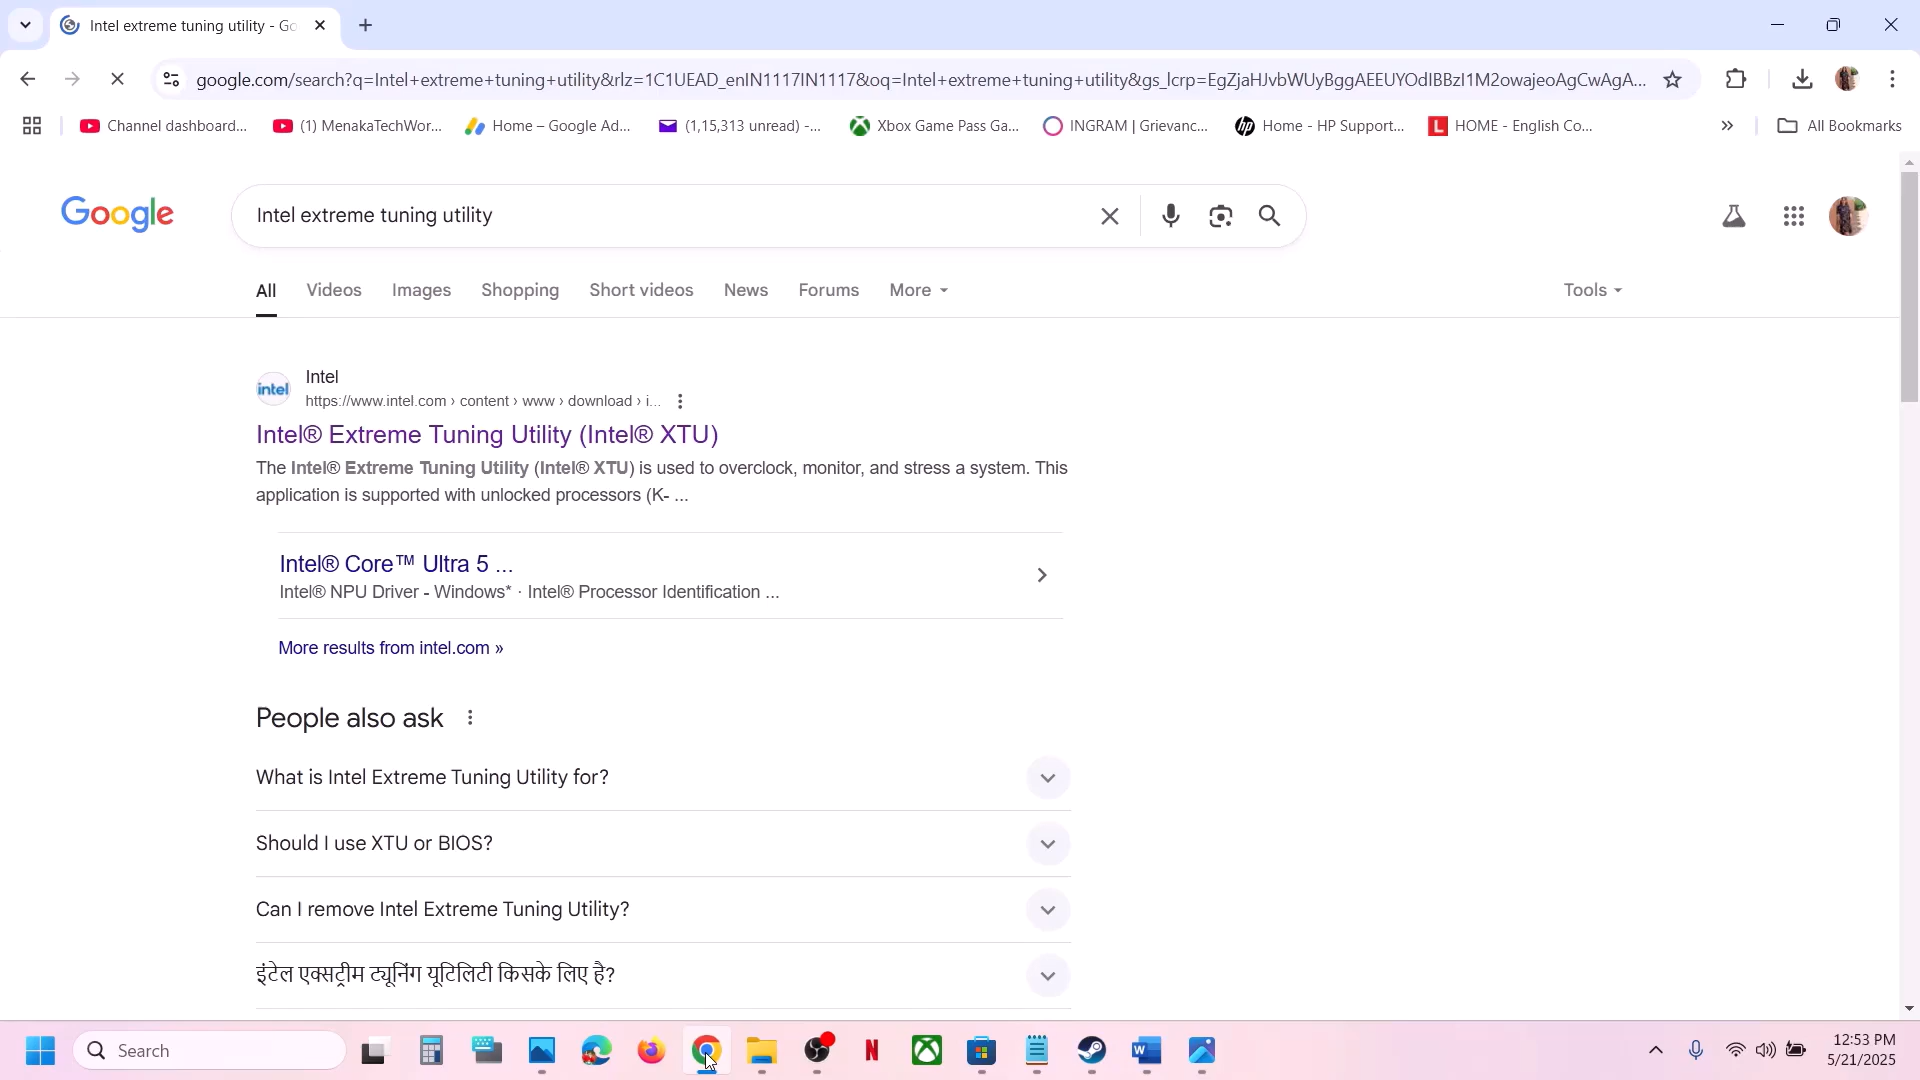 Intel extreme tuning utility - Go
google.com/search?q=Intel+extreme+tuning+utility&rlz=1C1UEAD_enIN1117IN1117&oq=Intel+extreme+tuning+utility&gs_lcrp=EgZjaHJvbWUyBggAEEUYOdIBBzI1M2owajeoAgCwAgA...
Channel dashboard...
(1) MenakaTechWor...
Home – Google Ad...
(1,15,313 unread) -...
Xbox Game Pass Ga...
INGRAM | Grievanc...
Home - HP Support...
HOME - English Co...
All Bookmarks
Google
Intel extreme tuning utility
All Videos Images Shopping Short videos News Forums More Tools
intel
Intel
https://www.intel.com › content › www › download › i...
Intel® Extreme Tuning Utility (Intel® XTU)
The Intel® Extreme Tuning Utility (Intel® XTU) is used to overclock, monitor, and stress a system. This
application is supported with unlocked processors (K- ...
Intel® Core™ Ultra 5 ...
Intel® NPU Driver - Windows* · Intel® Processor Identification ...
More results from intel.com »
People also ask
What is Intel Extreme Tuning Utility for?
Should I use XTU or BIOS?
Can I remove Intel Extreme Tuning Utility?
इंटेल एक्सट्रीम ट्यूनिंग यूटिलिटी किसके लिए है?
Search
12:53 PM
5/21/2025